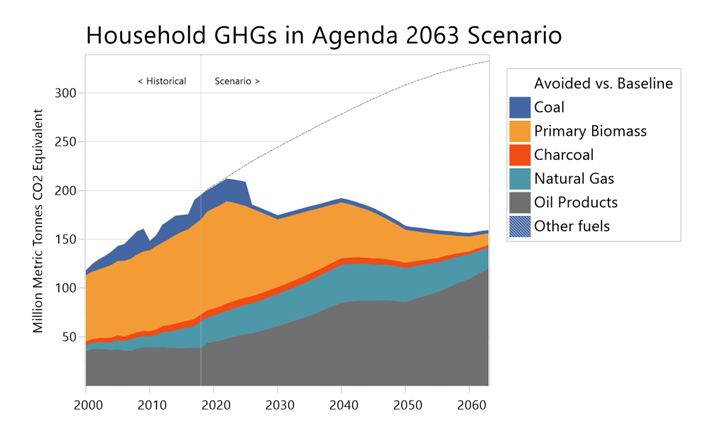 Household GHGs in Agenda 2063 Scenario
Million Metric Tonnes CO2 Equivalent
< Historical
Scenario >
300
250
200
150
100
50
2000
2010
2020
2030
2040
2050
2060
Avoided vs. Baseline
Coal
Primary Biomass
Charcoal
Natural Gas
Oil Products
Other fuels